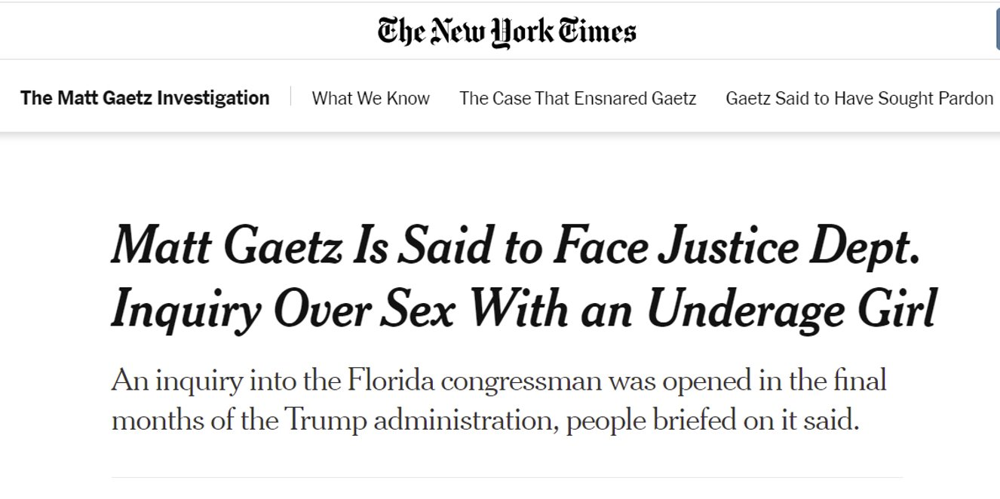 The New York Times
The Matt Gaetz Investigation What We Know The Case That Ensnared Gaetz Gaetz Said to Have Sought Pardon
Matt Gaetz Is Said to Face Justice Dept.
Inquiry Over Sex With an Underage Girl
An inquiry into the Florida congressman was opened in the final
months of the Trump administration, people briefed on it said.